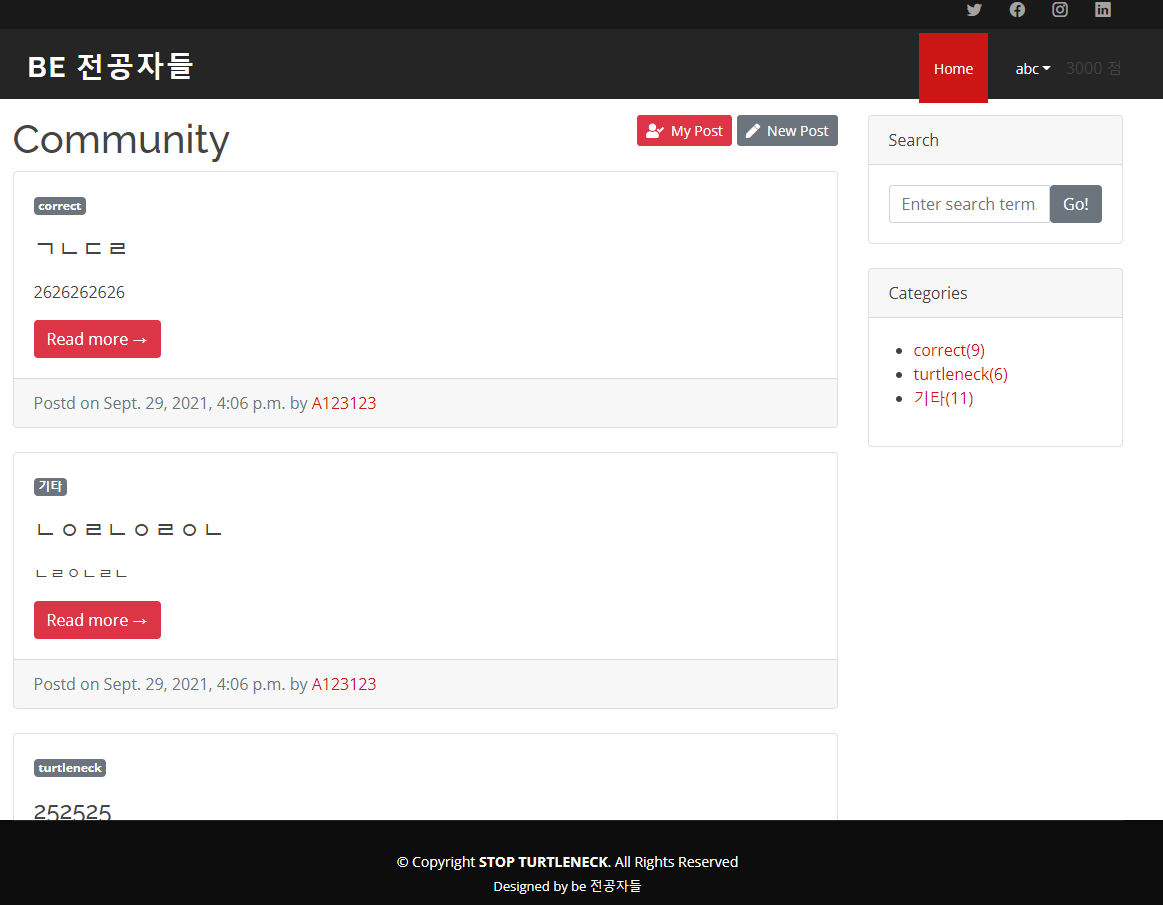 BE 전공자들
Home
abc
3000 점
Community
My Post
New Post
correct
ㄱㄴㄷㄹ
2626262626
Read more →
Postd on Sept. 29, 2021, 4:06 p.m. by A123123
기타
ㄴㅇㄹㄴㅇㄹㅇㄴ
ㄴㄹㅇㄴㄹㄴ
Read more →
Postd on Sept. 29, 2021, 4:06 p.m. by A123123
turtleneck
252525
Search
Enter search term.
Go!
Categories
correct(9)
turtleneck(6)
기타(11)
© Copyright STOP TURTLENECK. All Rights Reserved
Designed by be 전공자들